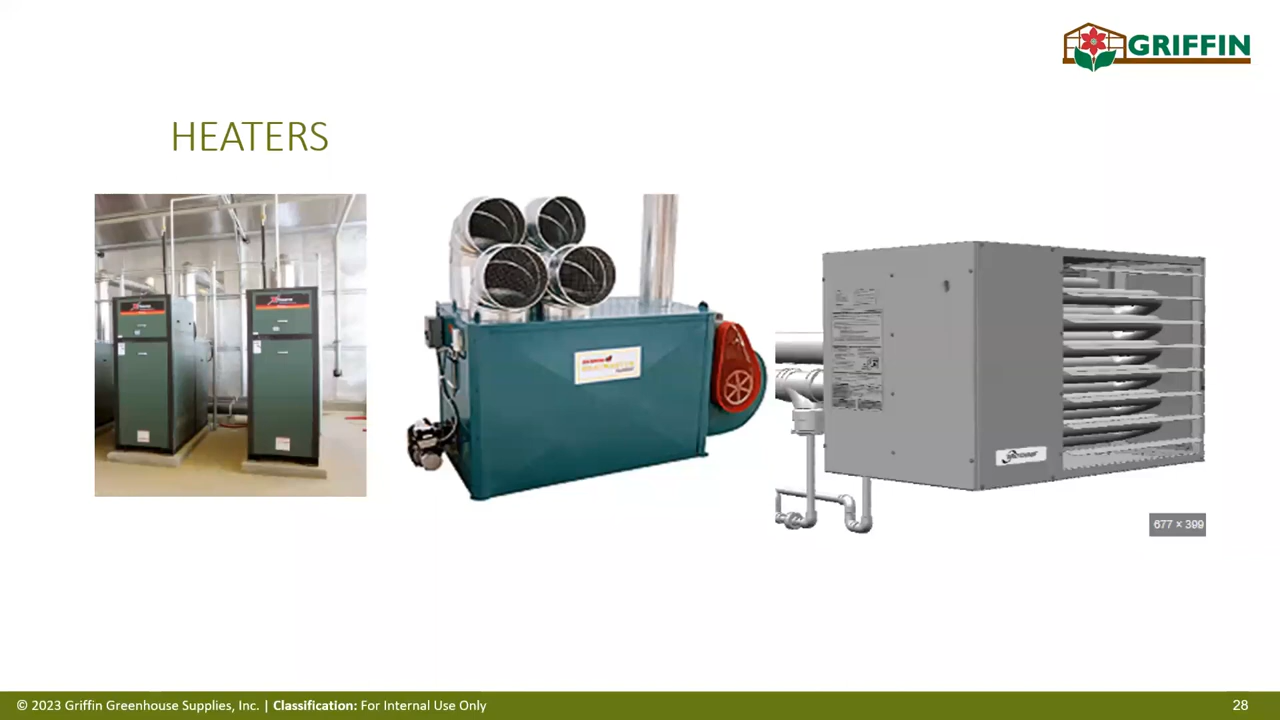 GRIFFIN
HEATERS
677 × 399
© 2023 Griffin Greenhouse Supplies, Inc. | Classification: For Internal Use Only
28